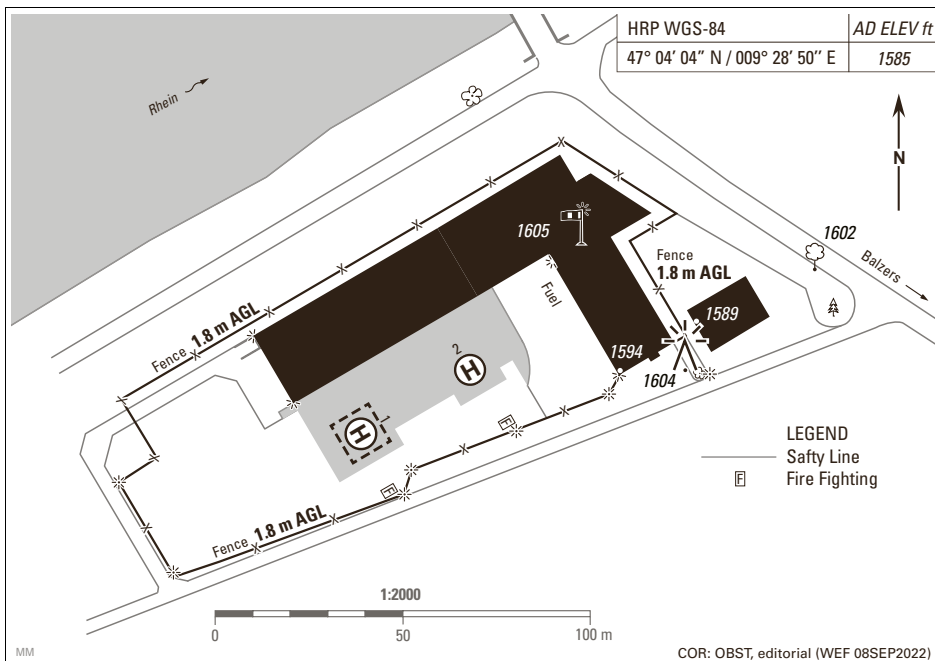 HRP WGS-84
AD ELEV ft
47° 04′ 04″ N / 009° 28′ 50″ E
1585
Rhein
N
1605
1602
Balzers
Fence
1.8 m AGL
Fuel
Fence 1.8 m AGL
1589
2
H
1594
1604
1
H
F
F
LEGEND
Safty Line
F Fire Fighting
Fence 1.8 m AGL
1:2000
0
50
100 m
MM
COR: OBST, editorial (WEF 08SEP2022)